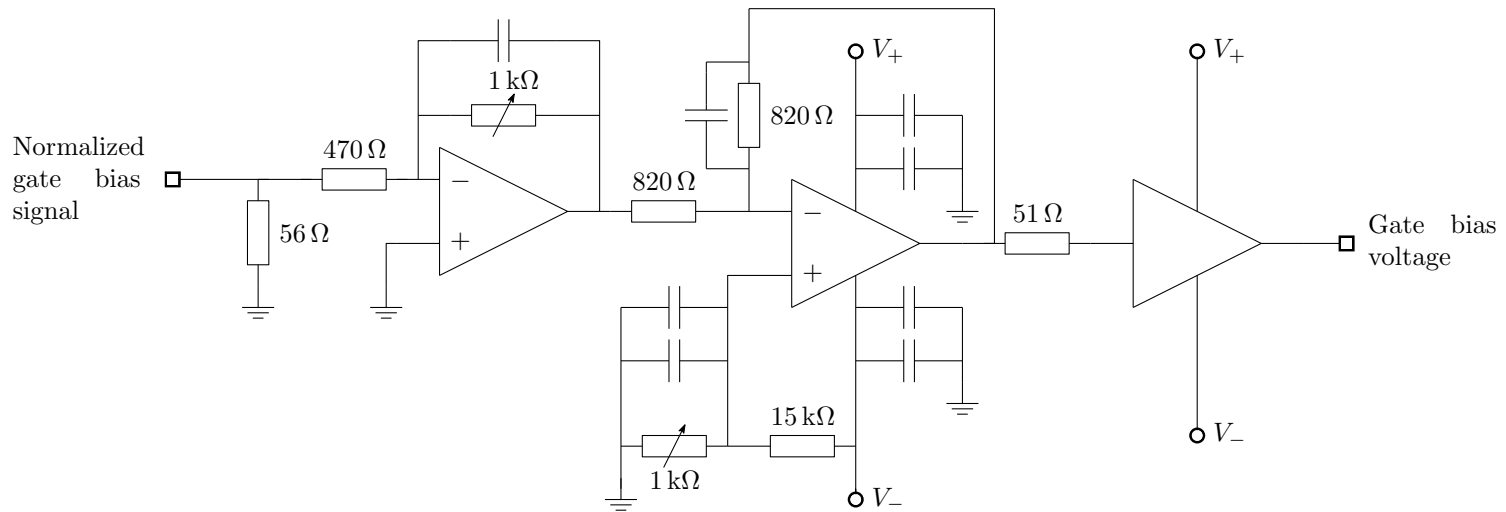 V+
V+
1 kΩ
820 Ω
Normalized
gate bias
signal
470 Ω
−
820 Ω
−
51 Ω
Gate bias
voltage
56 Ω
+
+
15 kΩ
1 kΩ
V−
V−